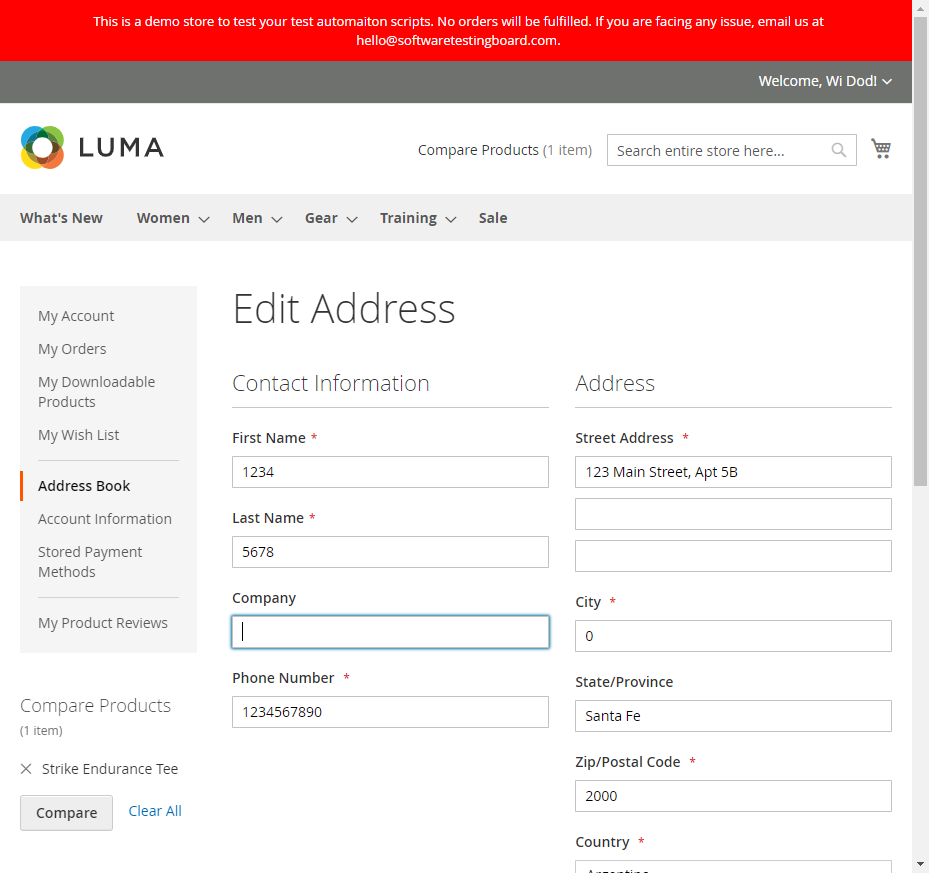 This is a demo store to test your test automaiton scripts. No orders will be fulfilled. If you are facing any issue, email us at
hello@softwaretestingboard.com.
Welcome, Wi Dod!
LUMA
Compare Products (1 item)
Search entire store here...
What's New Women Men Gear Training Sale
My Account
My Orders
My Downloadable
Products
My Wish List
Address Book
Account Information
Stored Payment
Methods
My Product Reviews
Compare Products
(1 item)
Strike Endurance Tee
Compare Clear All
Edit Address
Contact Information
First Name *
1234
Last Name *
5678
Company
Phone Number *
1234567890
Address
Street Address *
123 Main Street, Apt 5B
City *
0
State/Province
Santa Fe
Zip/Postal Code *
2000
Country *
Argentina